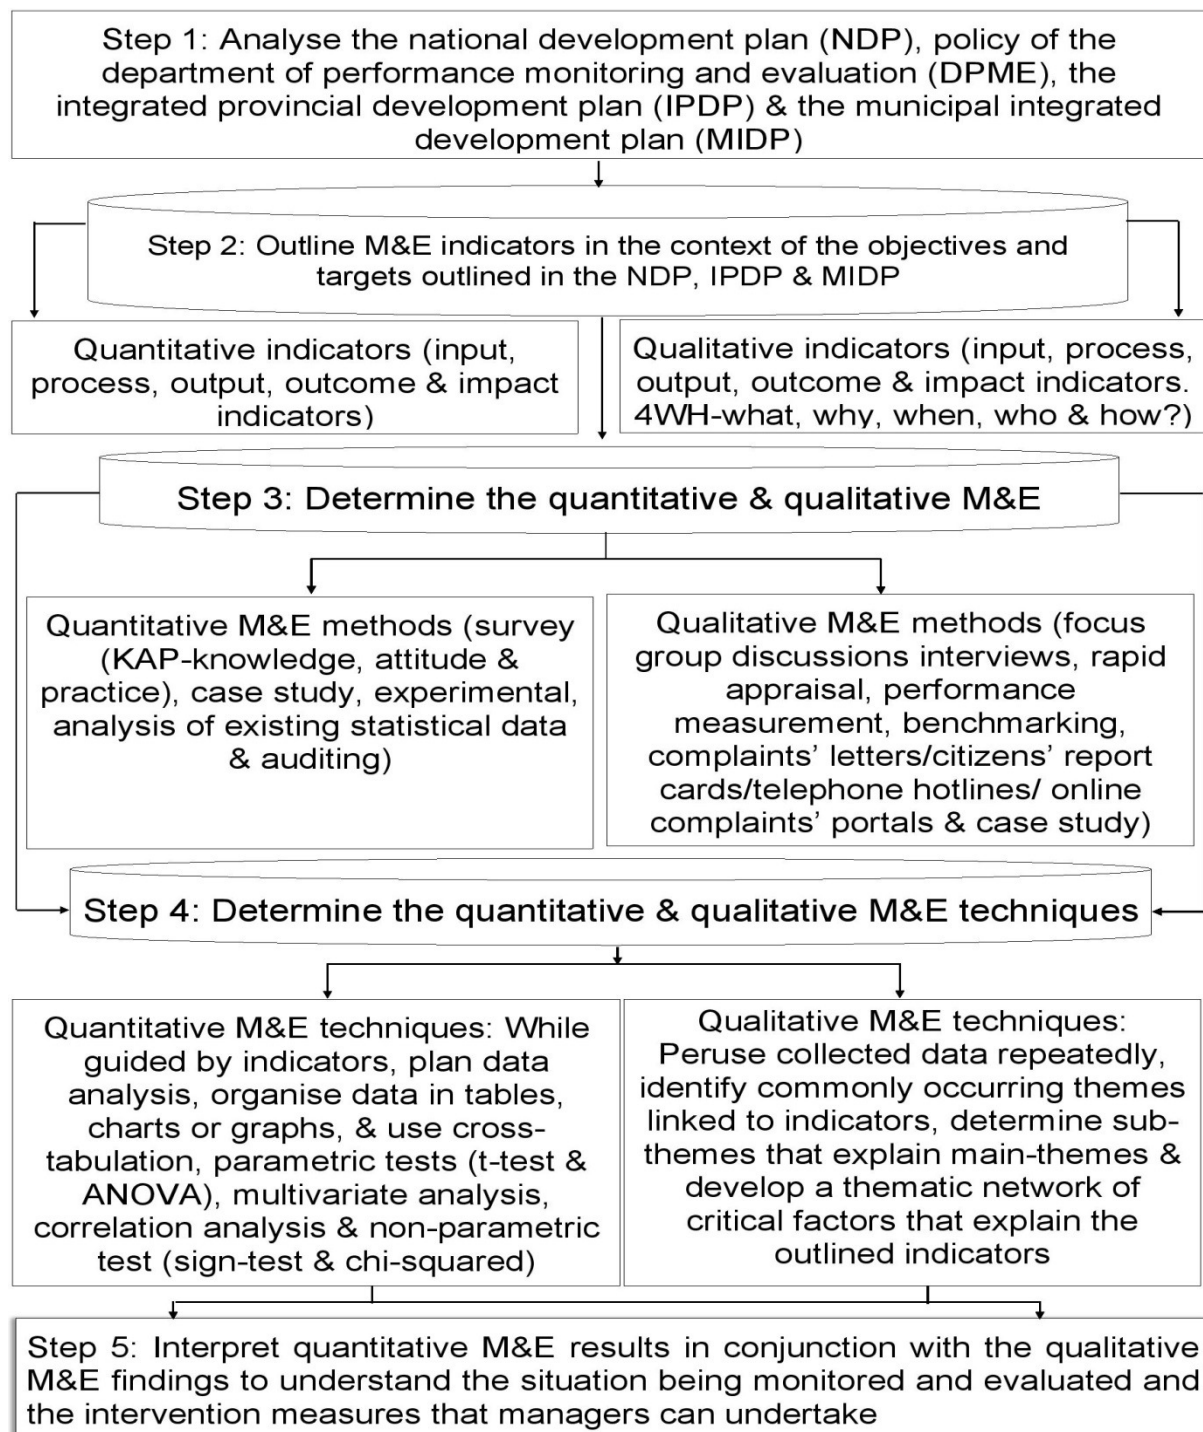 Step 1: Analyse the national development plan (NDP), policy of the
department of performance monitoring and evaluation (DPME), the
integrated provincial development plan (IPDP) & the municipal integrated
development plan (MIDP)
Step 2: Outline M&E indicators in the context of the objectives and
targets outlined in the NDP, IPDP & MIDP
Quantitative indicators (input,
process, output, outcome & impact
indicators)
Qualitative indicators (input, process,
output, outcome & impact indicators.
4WH-what, why, when, who & how?)
Step 3: Determine the quantitative & qualitative M&E
Quantitative M&E methods (survey
(KAP-knowledge, attitude &
practice), case study, experimental,
analysis of existing statistical data
& auditing)
Qualitative M&E methods (focus
group discussions interviews, rapid
appraisal, performance
measurement, benchmarking,
complaints’ letters/citizens’ report
cards/telephone hotlines/ online
complaints’ portals & case study)
Step 4: Determine the quantitative & qualitative M&E techniques
Quantitative M&E techniques: While
guided by indicators, plan data
analysis, organise data in tables,
charts or graphs, & use cross-
tabulation, parametric tests (t-test &
ANOVA), multivariate analysis,
correlation analysis & non-parametric
test (sign-test & chi-squared)
Qualitative M&E techniques:
Peruse collected data repeatedly,
identify commonly occurring themes
linked to indicators, determine sub-
themes that explain main-themes &
develop a thematic network of
critical factors that explain the
outlined indicators
Step 5: Interpret quantitative M&E results in conjunction with the qualitative
M&E findings to understand the situation being monitored and evaluated and
the intervention measures that managers can undertake